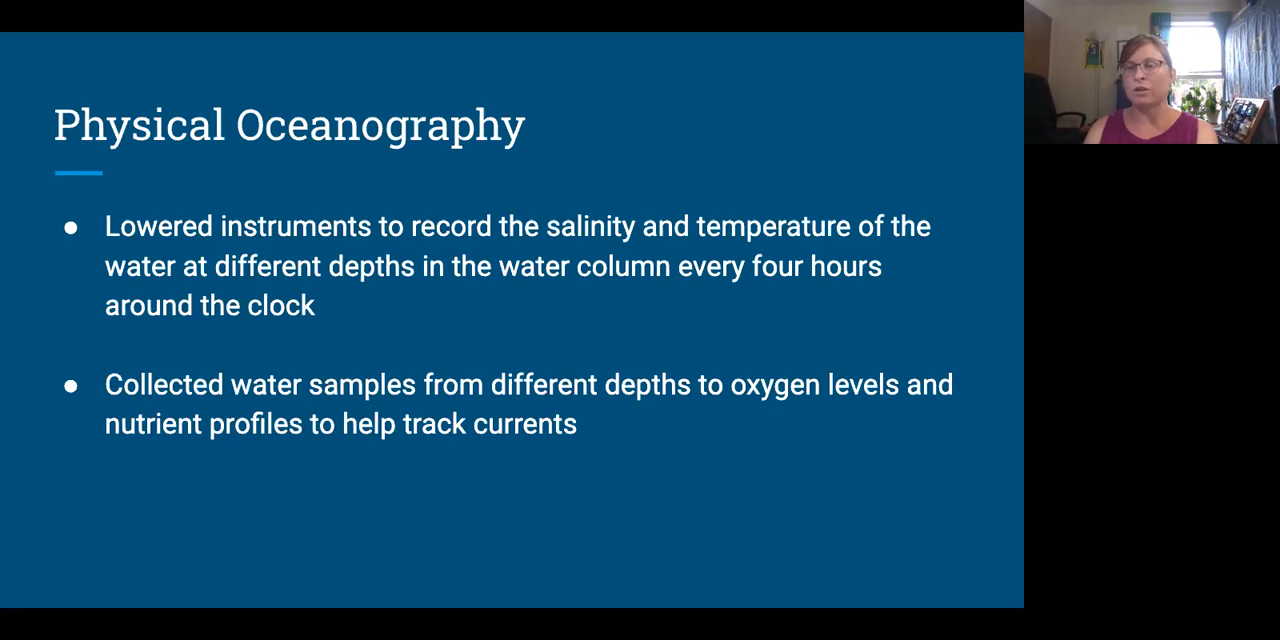 Physical Oceanography
● Lowered instruments to record the salinity and temperature of the
water at different depths in the water column every four hours
around the clock
● Collected water samples from different depths to oxygen levels and
nutrient profiles to help track currents